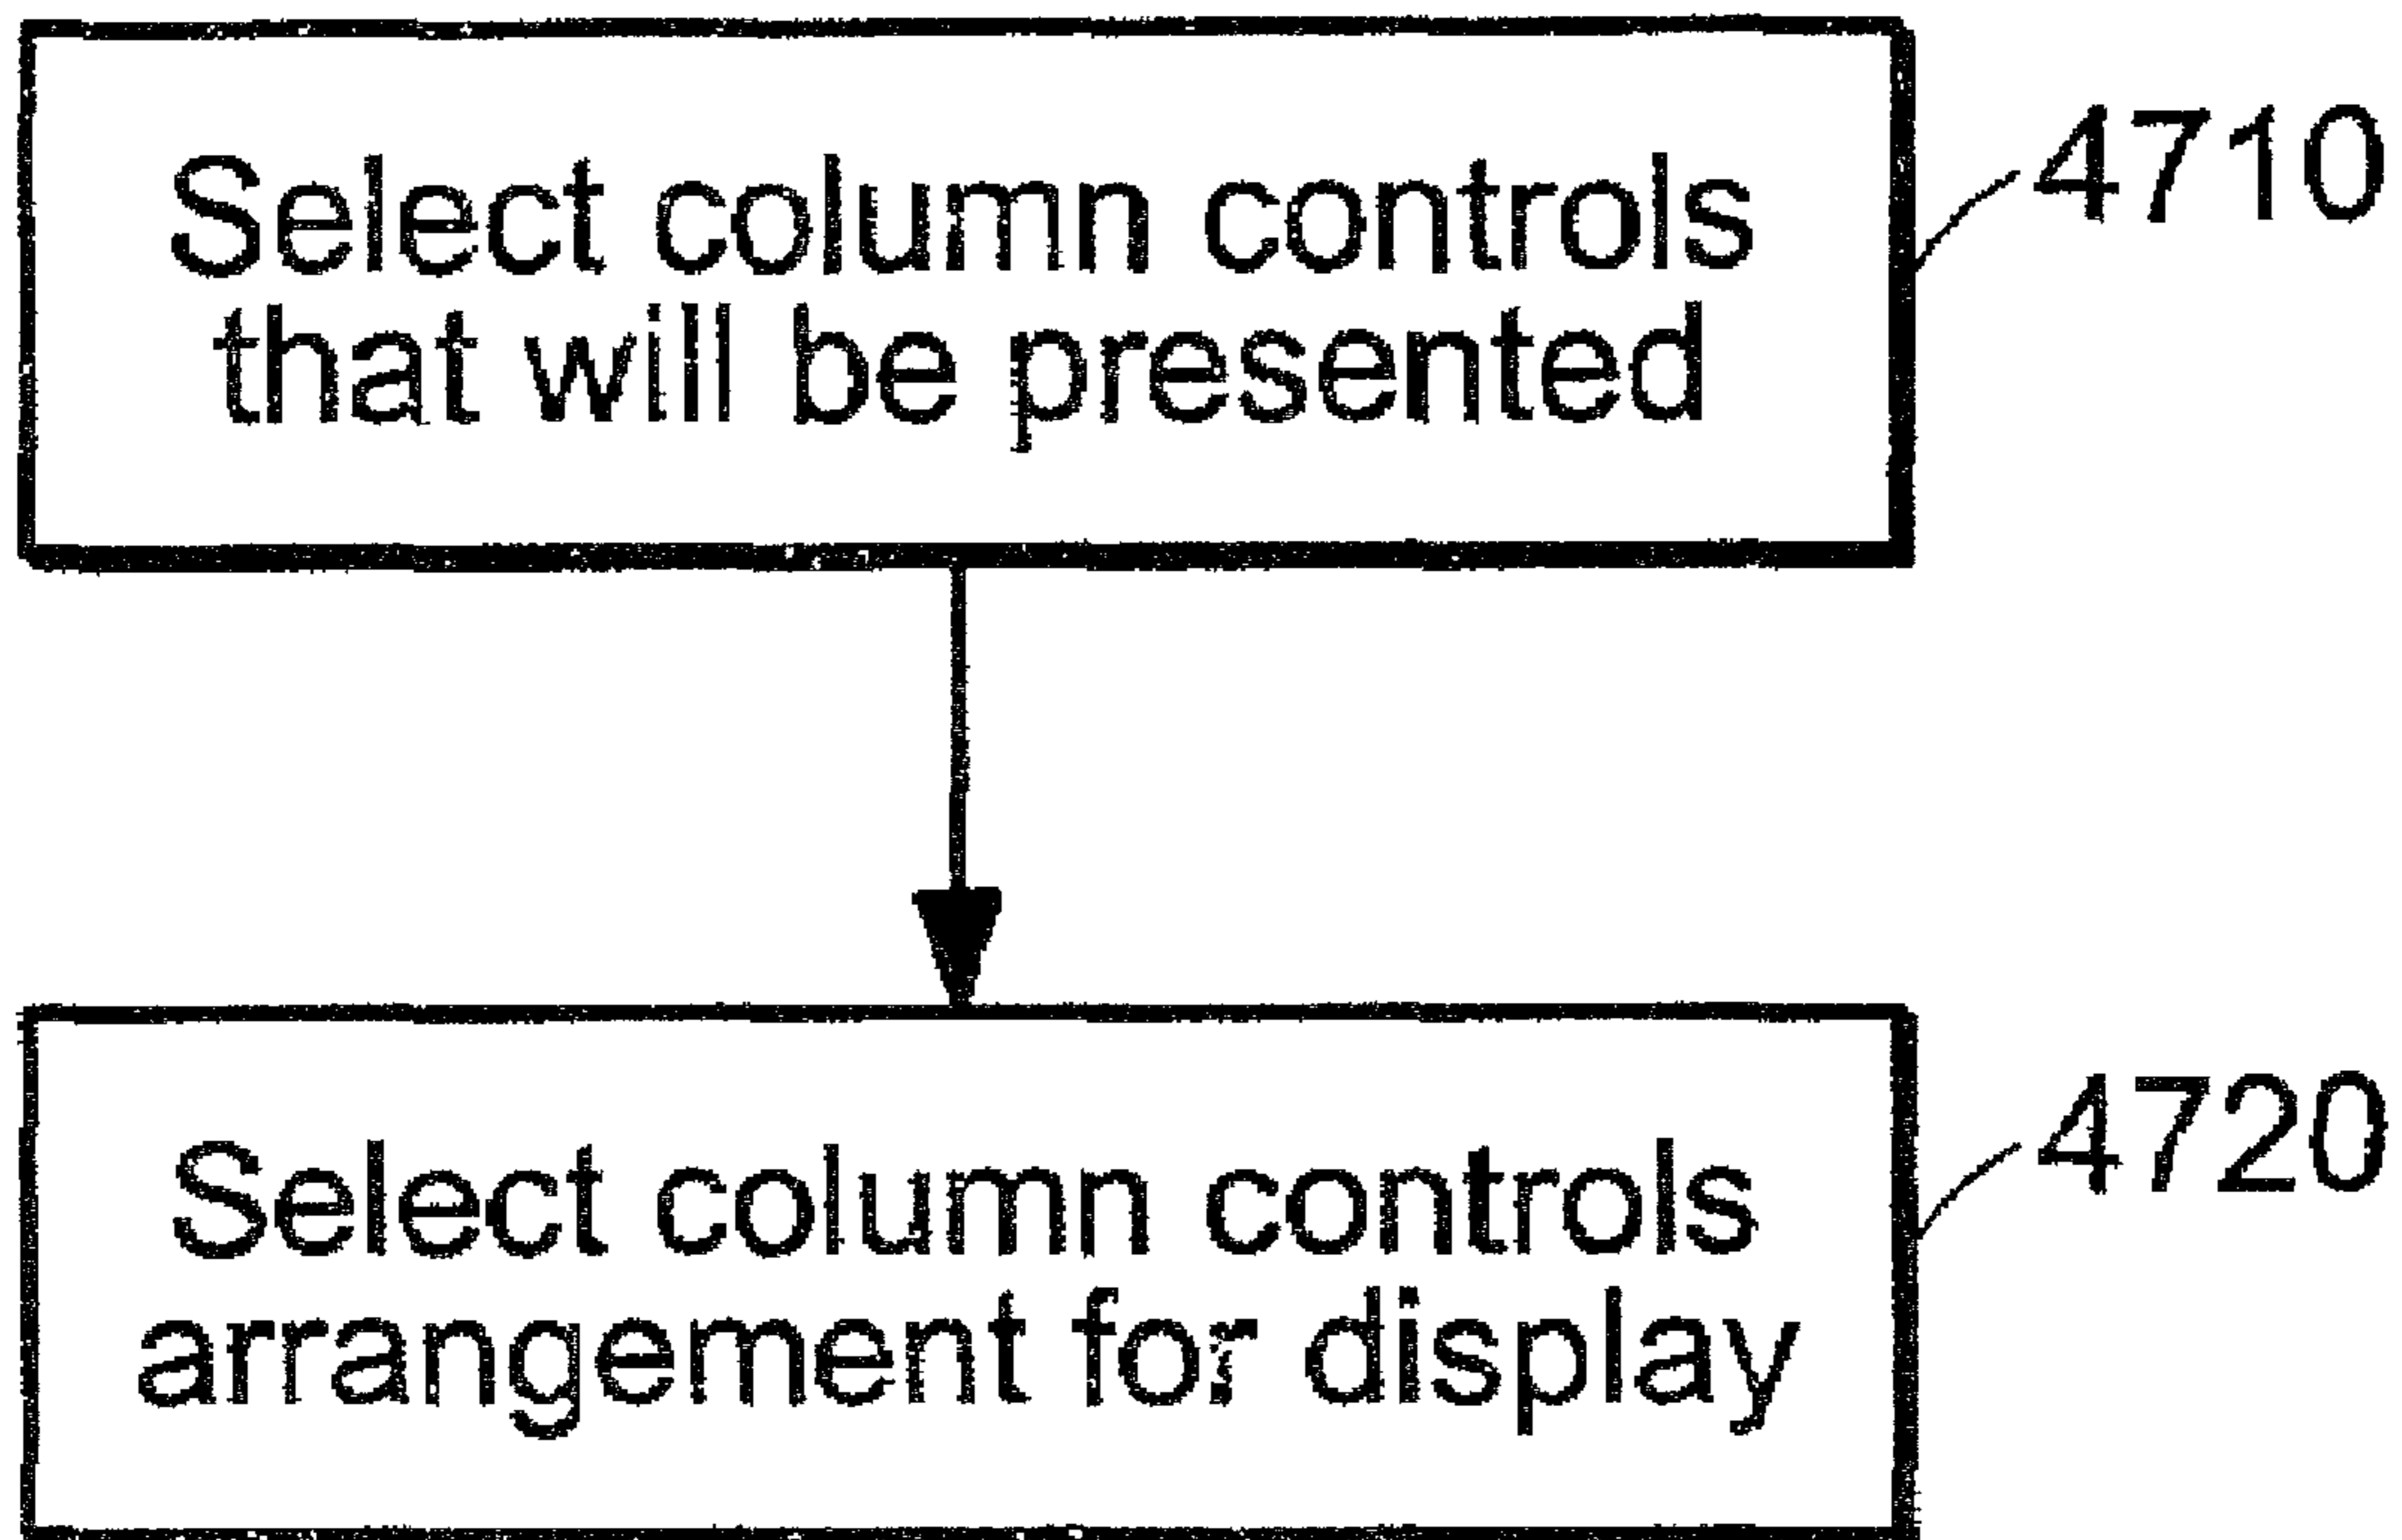 Select column controls
that will be presented
4710
Select column controls
arrangement for display
4720